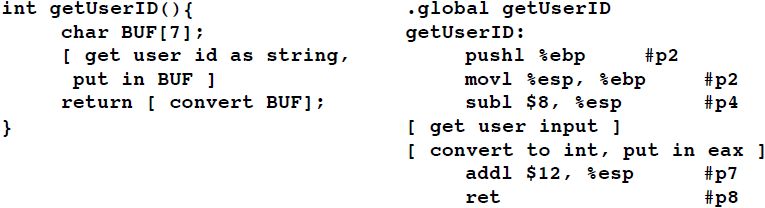 int getUserID(){
char BUF[7];
[ get user id as string,
put in BUF ]
return [ convert BUF];
}
.global getUserID
getUserID:
pushl %ebp #p2
movl %esp, %ebp #p2
subl $8, %esp #p4
[ get user input ]
[ convert to int, put in eax ]
addl $12, %esp #p7
ret #p8